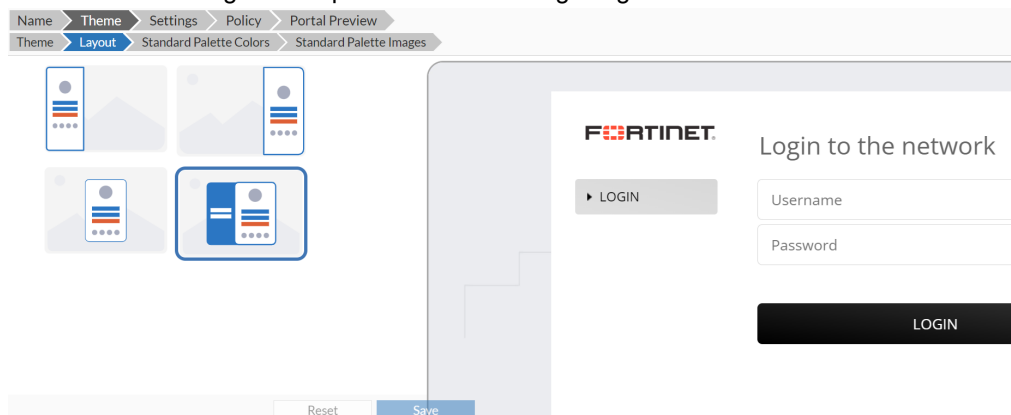 Name Theme Settings Policy Portal Preview
Theme Layout Standard Palette Colors Standard Palette Images
FORTINET
Login to the network
LOGIN
Username
Password
LOGIN
Reset Save